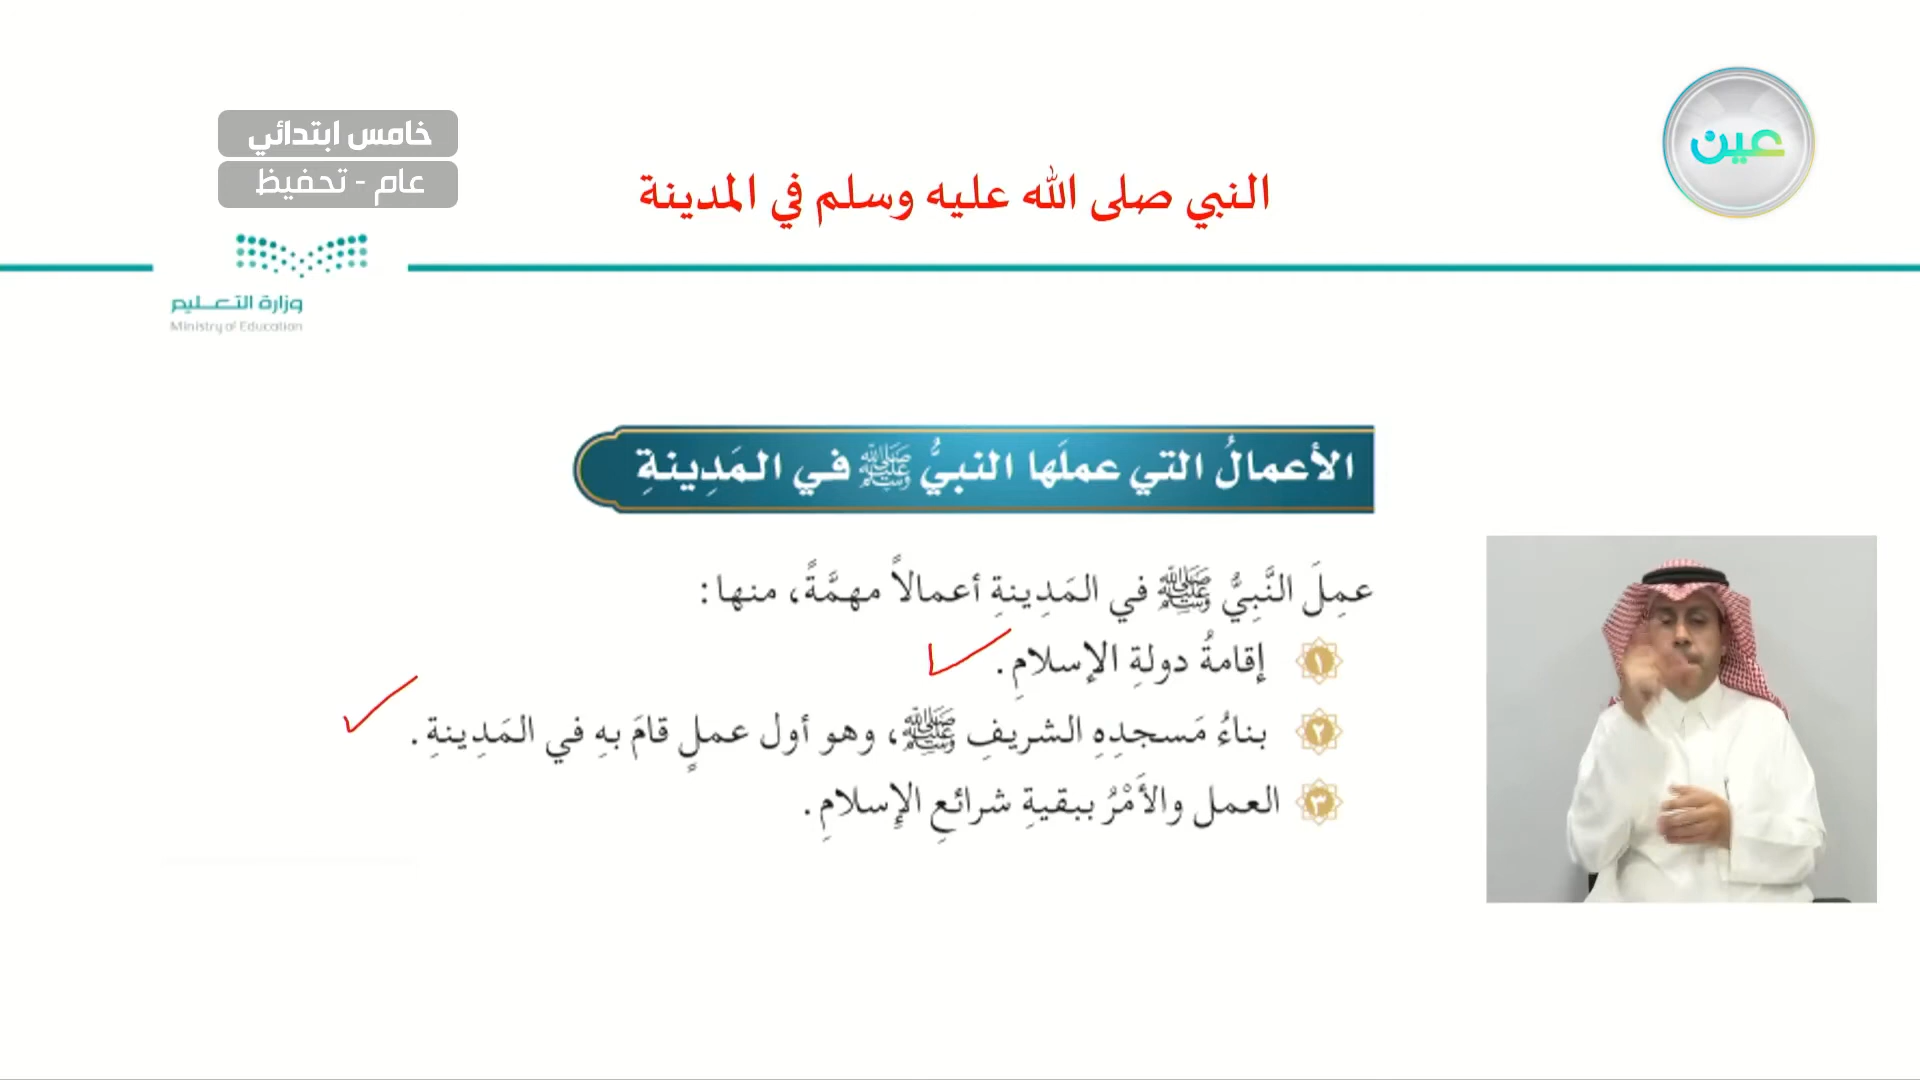 خامس ابتدائي
عام - تحفيظ
عين
النبي صلى الله عليه وسلم في المدينة
وزارة التعليم
Ministry of Education
الأعمالُ التي عملَها النبيُّ ﷺ في المَدِينةِ
عمِلَ النَّبِيُّ ﷺ في المَدِينةِ أعمالاً مهمَّةً، منها:
١ إقامةُ دولةِ الإسلامِ.
٢ بناءُ مَسجدِهِ الشريفِ ﷺ، وهو أول عملٍ قامَ بهِ في المَدِينةِ.
٣ العمل والأَمْرُ ببقيةِ شرائعِ الإِسلامِ.